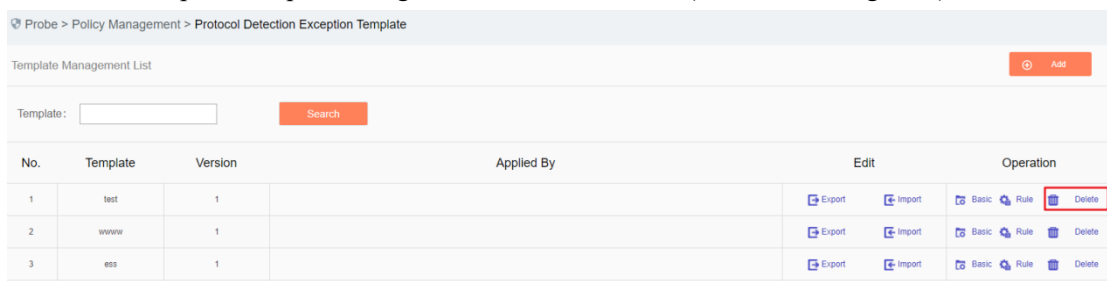 Probe > Policy Management > Protocol Detection Exception Template
Template Management List
Add
Template:
Search
No. Template Version Applied By Edit Operation
1 test 1 Export Import Basic Rule Delete
2 wwww 1 Export Import Basic Rule Delete
3 ess 1 Export Import Basic Rule Delete